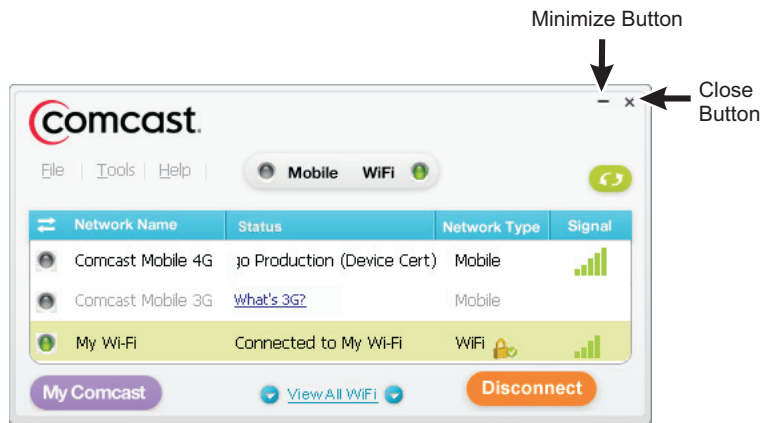 Minimize Button
Close
Button
Comcast.
File | Tools | Help |
Mobile WiFi
Network Name Status Network Type Signal
Comcast Mobile 4G go Production (Device Cert) Mobile
Comcast Mobile 3G What's 3G? Mobile
My Wi-Fi Connected to My Wi-Fi WiFi
My Comcast View All WiFi Disconnect